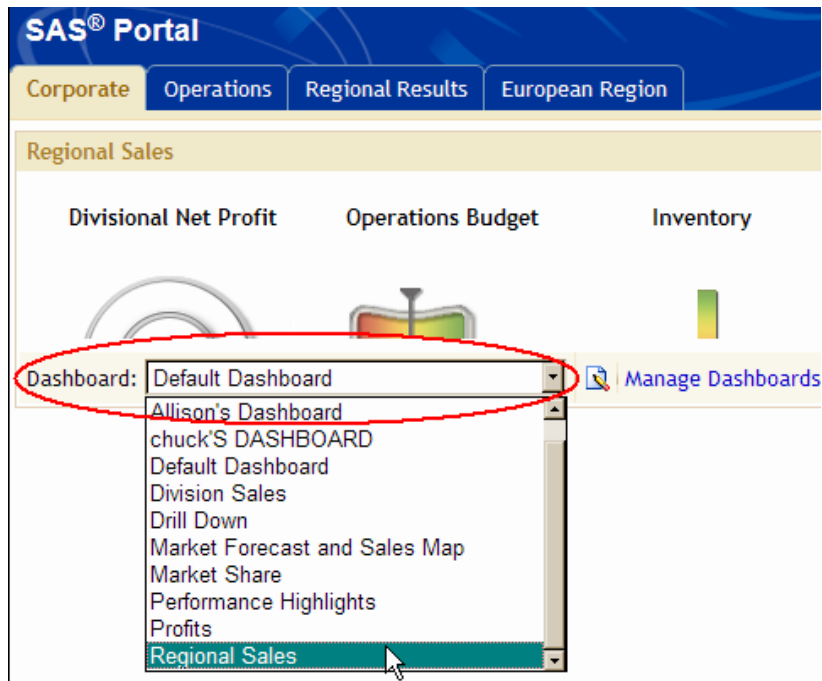 SAS® Portal
Corporate Operations Regional Results European Region
Regional Sales
Divisional Net Profit Operations Budget Inventory
Dashboard: Default Dashboard Manage Dashboards
Allison's Dashboard
chuck'S DASHBOARD
Default Dashboard
Division Sales
Drill Down
Market Forecast and Sales Map
Market Share
Performance Highlights
Profits
Regional Sales